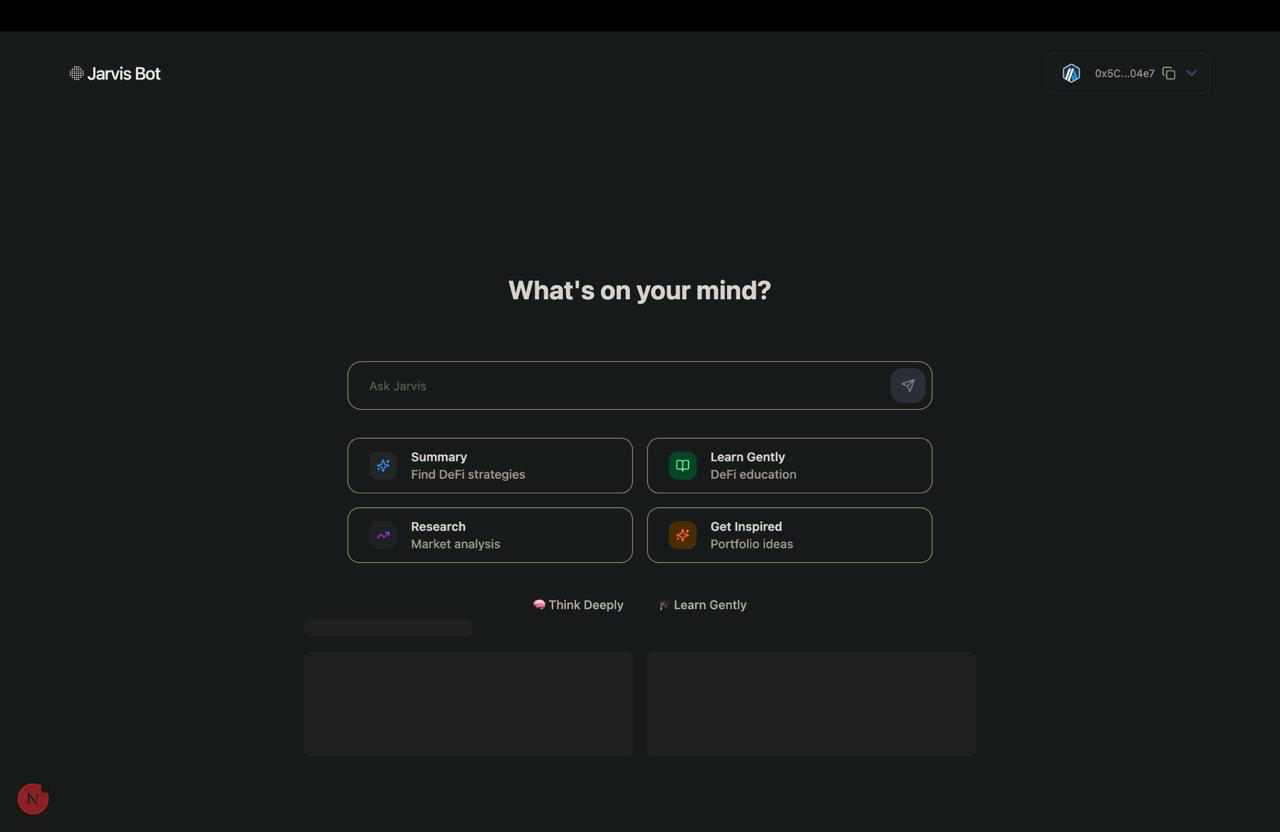 Jarvis Bot
0x5C...04e7
What's on your mind?
Ask Jarvis
Summary
Find DeFi strategies
Learn Gently
DeFi education
Research
Market analysis
Get Inspired
Portfolio ideas
🧠 Think Deeply
🎓 Learn Gently
N